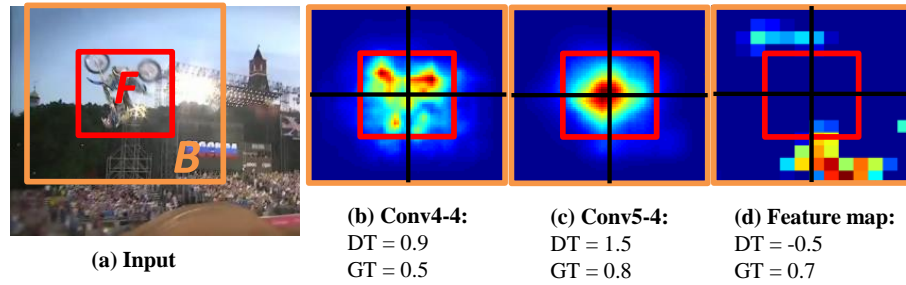 F
B
(a) Input
(b) Conv4-4:
DT = 0.9
GT = 0.5
(c) Conv5-4:
DT = 1.5
GT = 0.8
(d) Feature map:
DT = -0.5
GT = 0.7